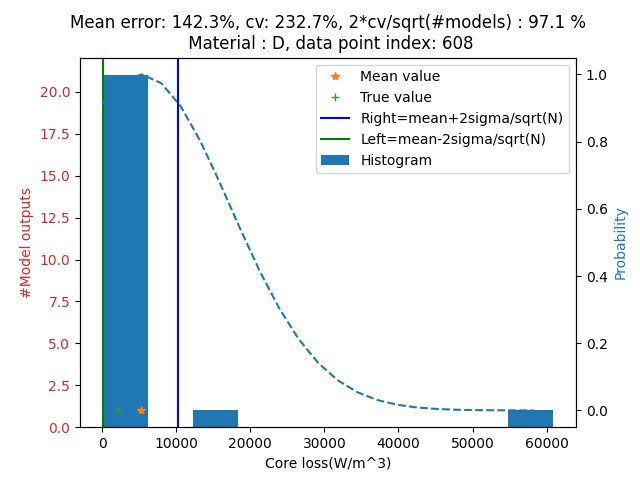 Mean error: 142.3%, cv: 232.7%, 2*cv/sqrt(#models) : 97.1 %
Material : D, data point index: 608
Mean value
True value
Right=mean+2sigma/sqrt(N)
Left=mean-2sigma/sqrt(N)
Histogram
#Model outputs
20.0
17.5
15.0
12.5
10.0
7.5
5.0
2.5
0.0
1.0
0.8
0.6
0.4
0.2
0.0
Probability
0 10000 20000 30000 40000 50000 60000
Core loss(W/m^3)